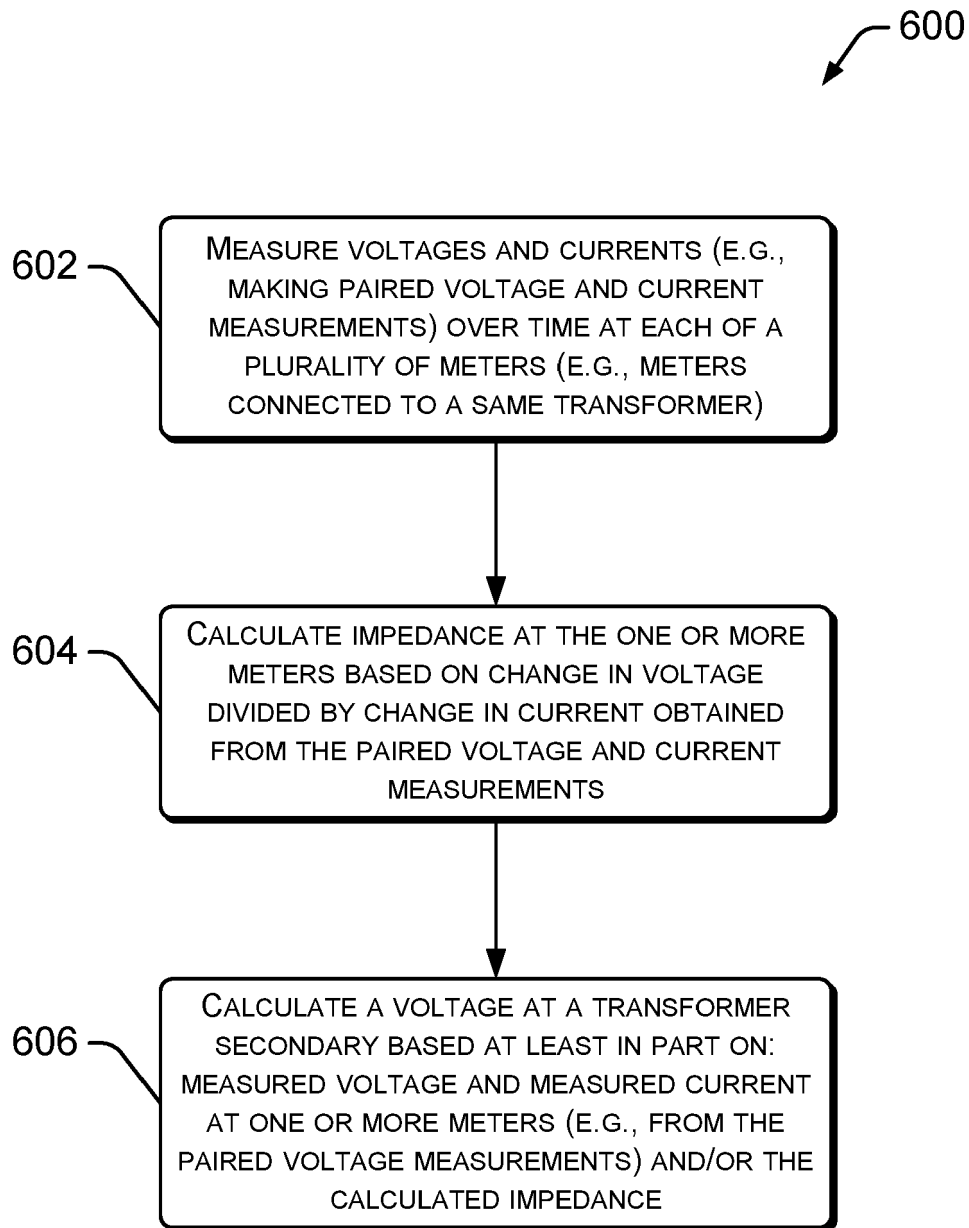 600
602
MEASURE VOLTAGES AND CURRENTS (E.G.,
MAKING PAIRED VOLTAGE AND CURRENT
MEASUREMENTS) OVER TIME AT EACH OF A
PLURALITY OF METERS (E.G., METERS
CONNECTED TO A SAME TRANSFORMER)
604
CALCULATE IMPEDANCE AT THE ONE OR MORE
METERS BASED ON CHANGE IN VOLTAGE
DIVIDED BY CHANGE IN CURRENT OBTAINED
FROM THE PAIRED VOLTAGE AND CURRENT
MEASUREMENTS
606
CALCULATE A VOLTAGE AT A TRANSFORMER
SECONDARY BASED AT LEAST IN PART ON:
MEASURED VOLTAGE AND MEASURED CURRENT
AT ONE OR MORE METERS (E.G., FROM THE
PAIRED VOLTAGE MEASUREMENTS) AND/OR THE
CALCULATED IMPEDANCE